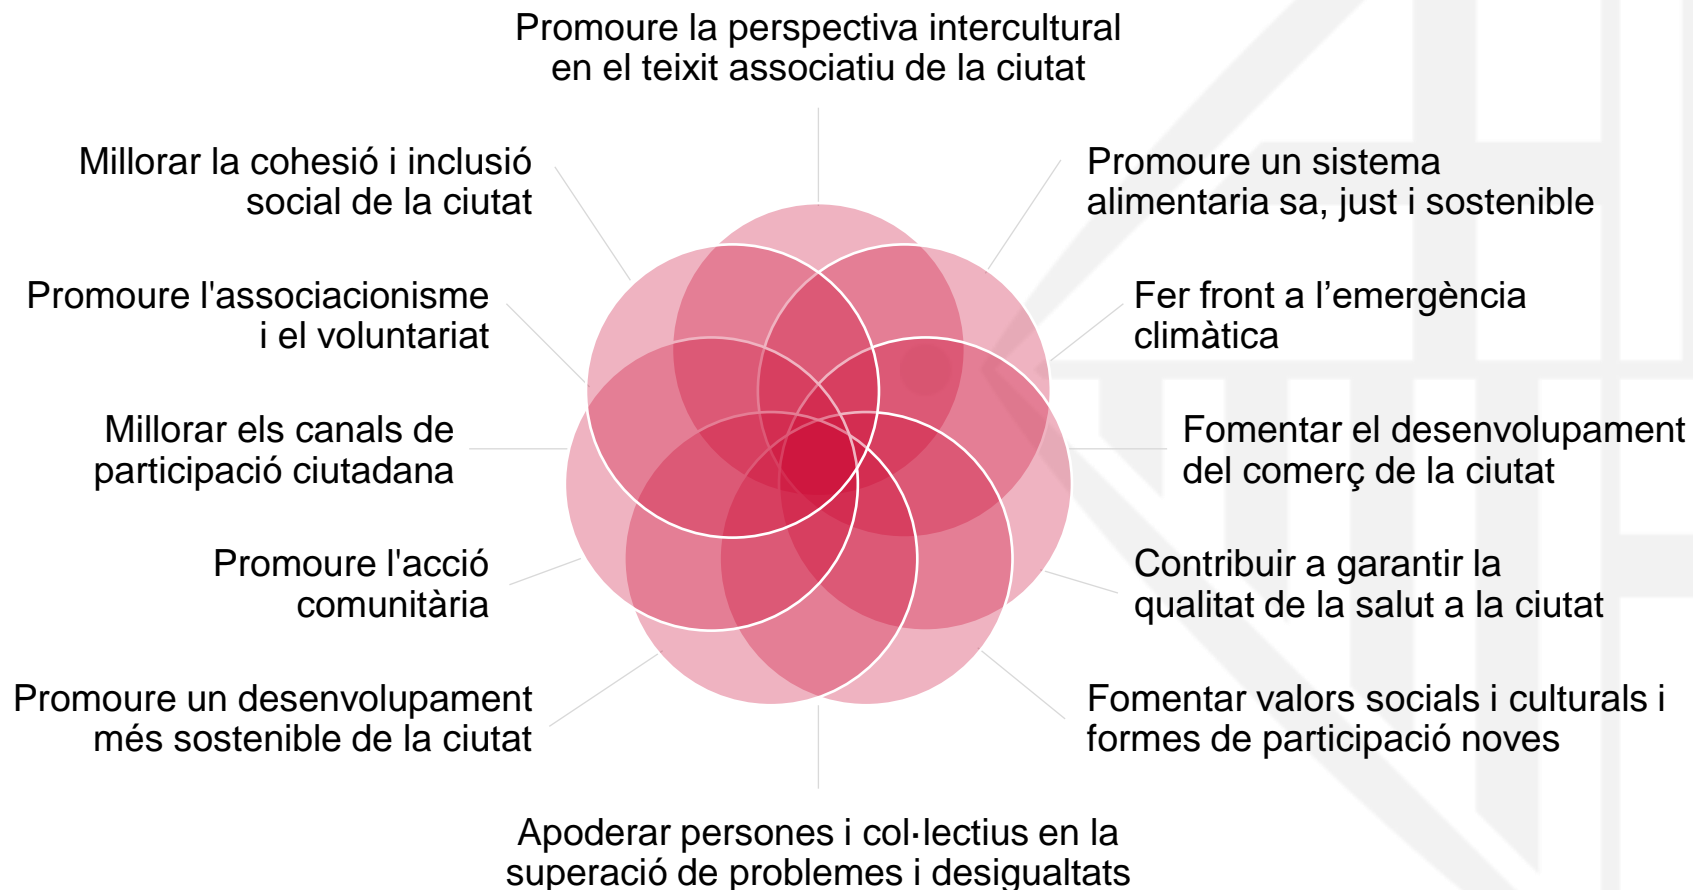 Promoure la perspectiva intercultural
en el teixit associatiu de la ciutat
Millorar la cohesió i inclusió
social de la ciutat
Promoure un sistema
alimentaria sa, just i sostenible
Promoure l'associacionisme
i el voluntariat
Fer front a l’emergència
climàtica
Millorar els canals de
participació ciutadana
Fomentar el desenvolupament
del comerç de la ciutat
Promoure l'acció
comunitària
Contribuir a garantir la
qualitat de la salut a la ciutat
Promoure un desenvolupament
més sostenible de la ciutat
Fomentar valors socials i culturals i
formes de participació noves
Apoderar persones i col·lectius en la
superació de problemes i desigualtats